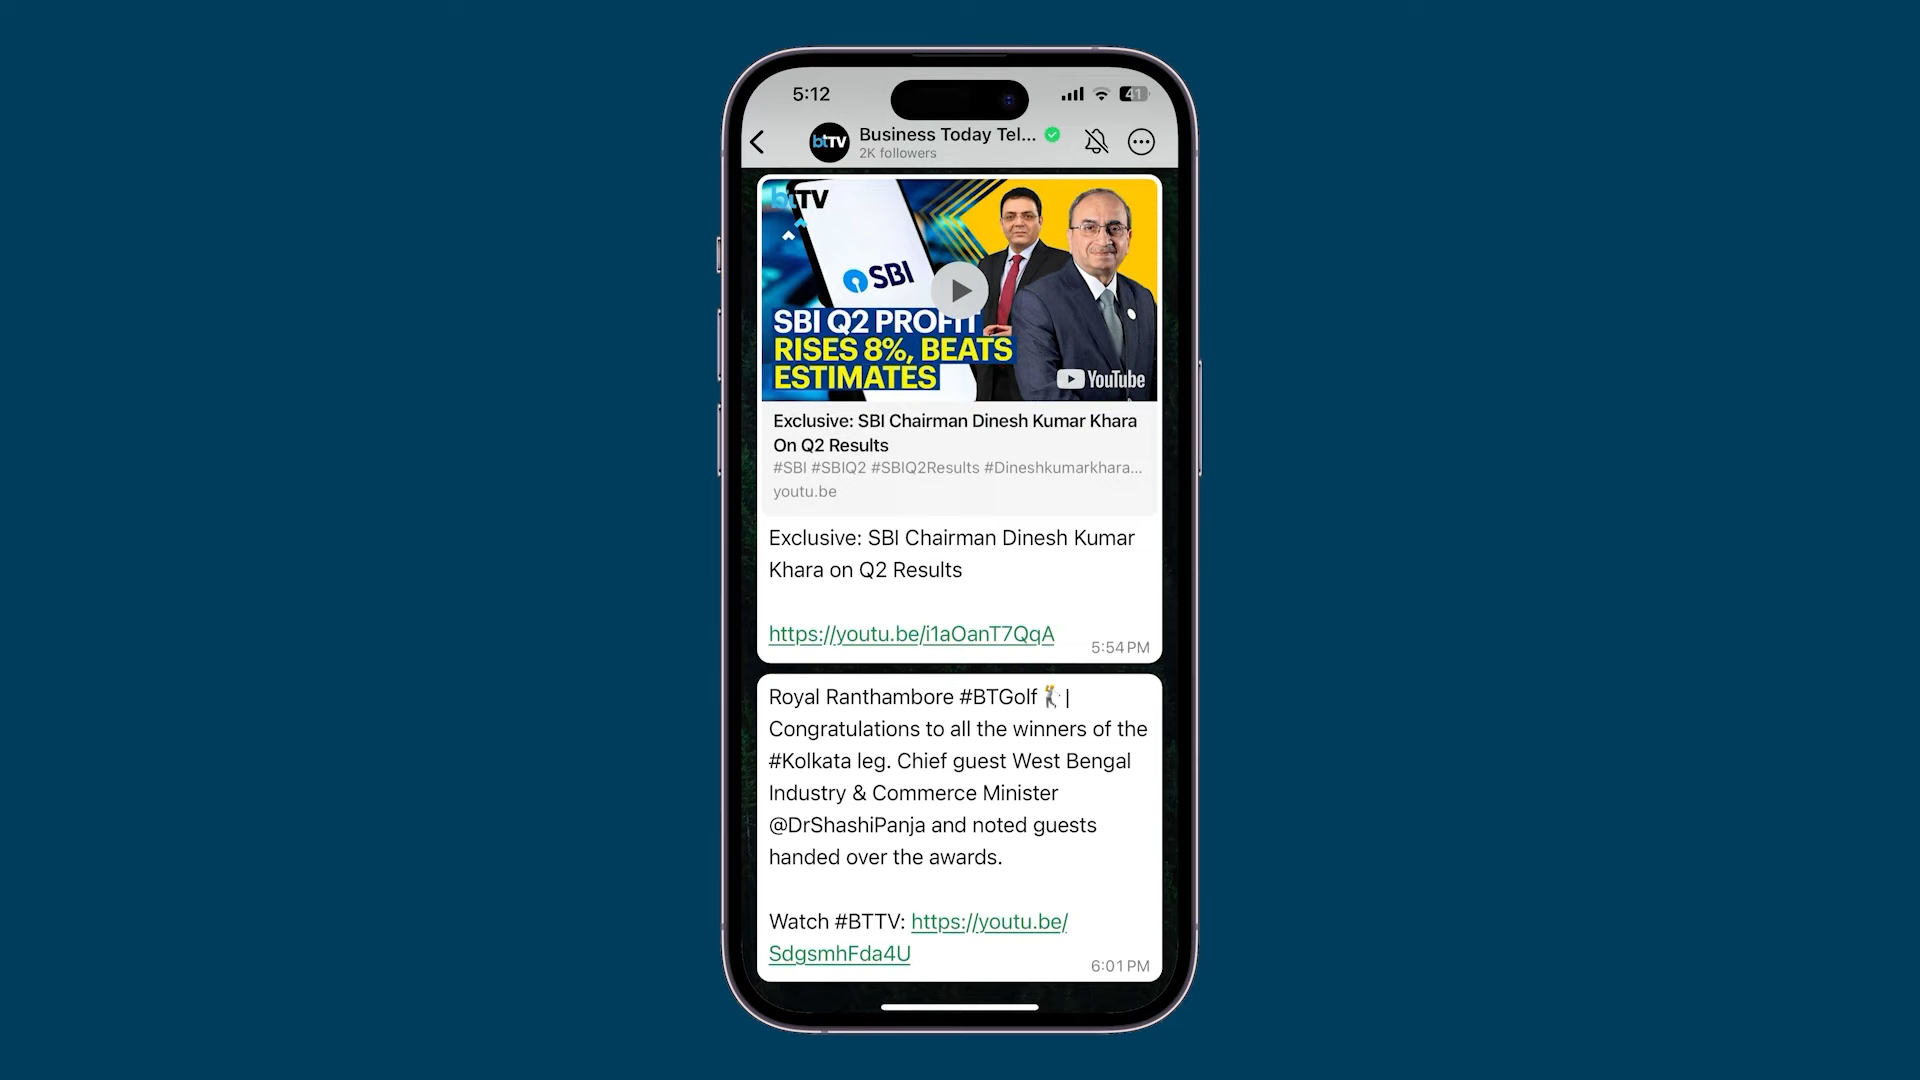 5:12
41
btTV
Business Today Tel...
2K followers
btTV
SBI
SBI Q2 PROFIT
RISES 8%, BEATS
ESTIMATES
YouTube
Exclusive: SBI Chairman Dinesh Kumar Khara
On Q2 Results
#SBI #SBIQ2 #SBIQ2Results #Dineshkumarkhara...
youtu.be
Exclusive: SBI Chairman Dinesh Kumar
Khara on Q2 Results
https://youtu.be/i1aOanT7QqA
5:54 PM
Royal Ranthambore #BTGolf🏌️|
Congratulations to all the winners of the
#Kolkata leg. Chief guest West Bengal
Industry & Commerce Minister
@DrShashiPanja and noted guests
handed over the awards.
Watch #BTTV: https://youtu.be/
SdgsmhFda4U
6:01 PM